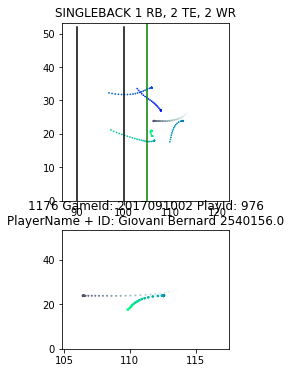 SINGLEBACK 1 RB, 2 TE, 2 WR
50
40
30
20
10
0
90 100 110 120
1176 GameId: 2017091002 PlayId: 976
PlayerName + ID: Giovani Bernard 2540156.0
40
20
0
105 110 115